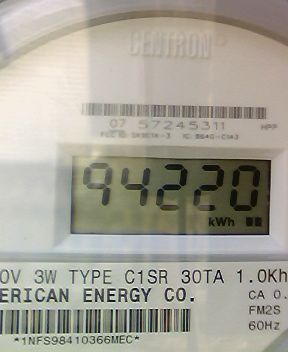 CENTRON®
07 57245311 HPP
94220
kWh
0V 3W TYPE C1SR 30TA 1.0Kh
ERICAN ENERGY CO. CA 0.
FM2S
60Hz
*1NFS98410366MEC*